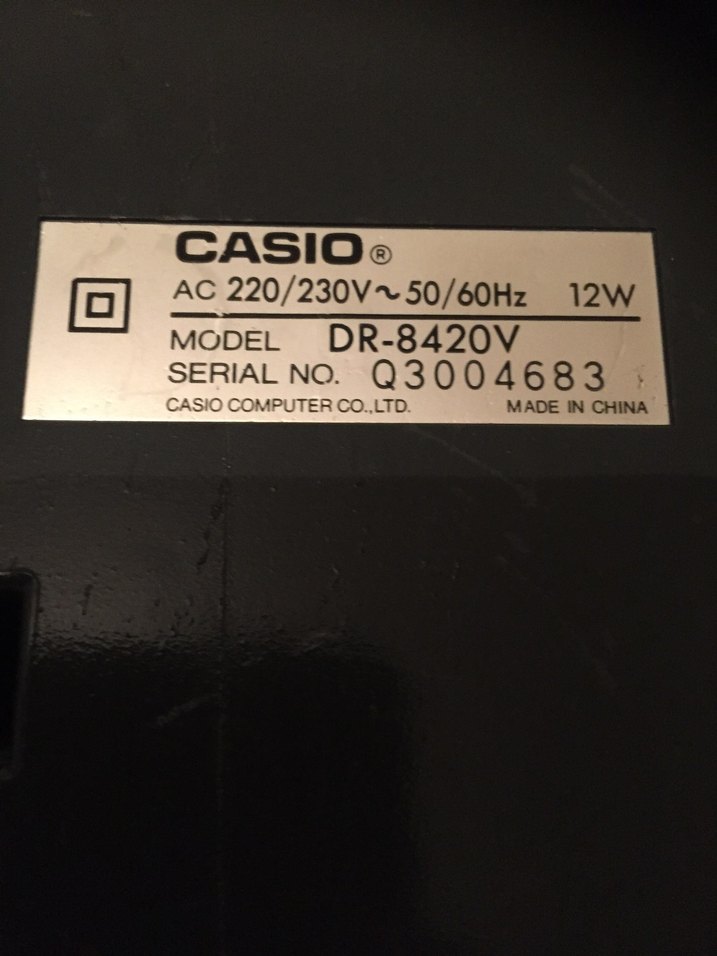 CASIO®
AC 220/230V~50/60Hz 12W
MODEL DR-8420V
SERIAL NO. Q3004683
CASIO COMPUTER CO.,LTD. MADE IN CHINA